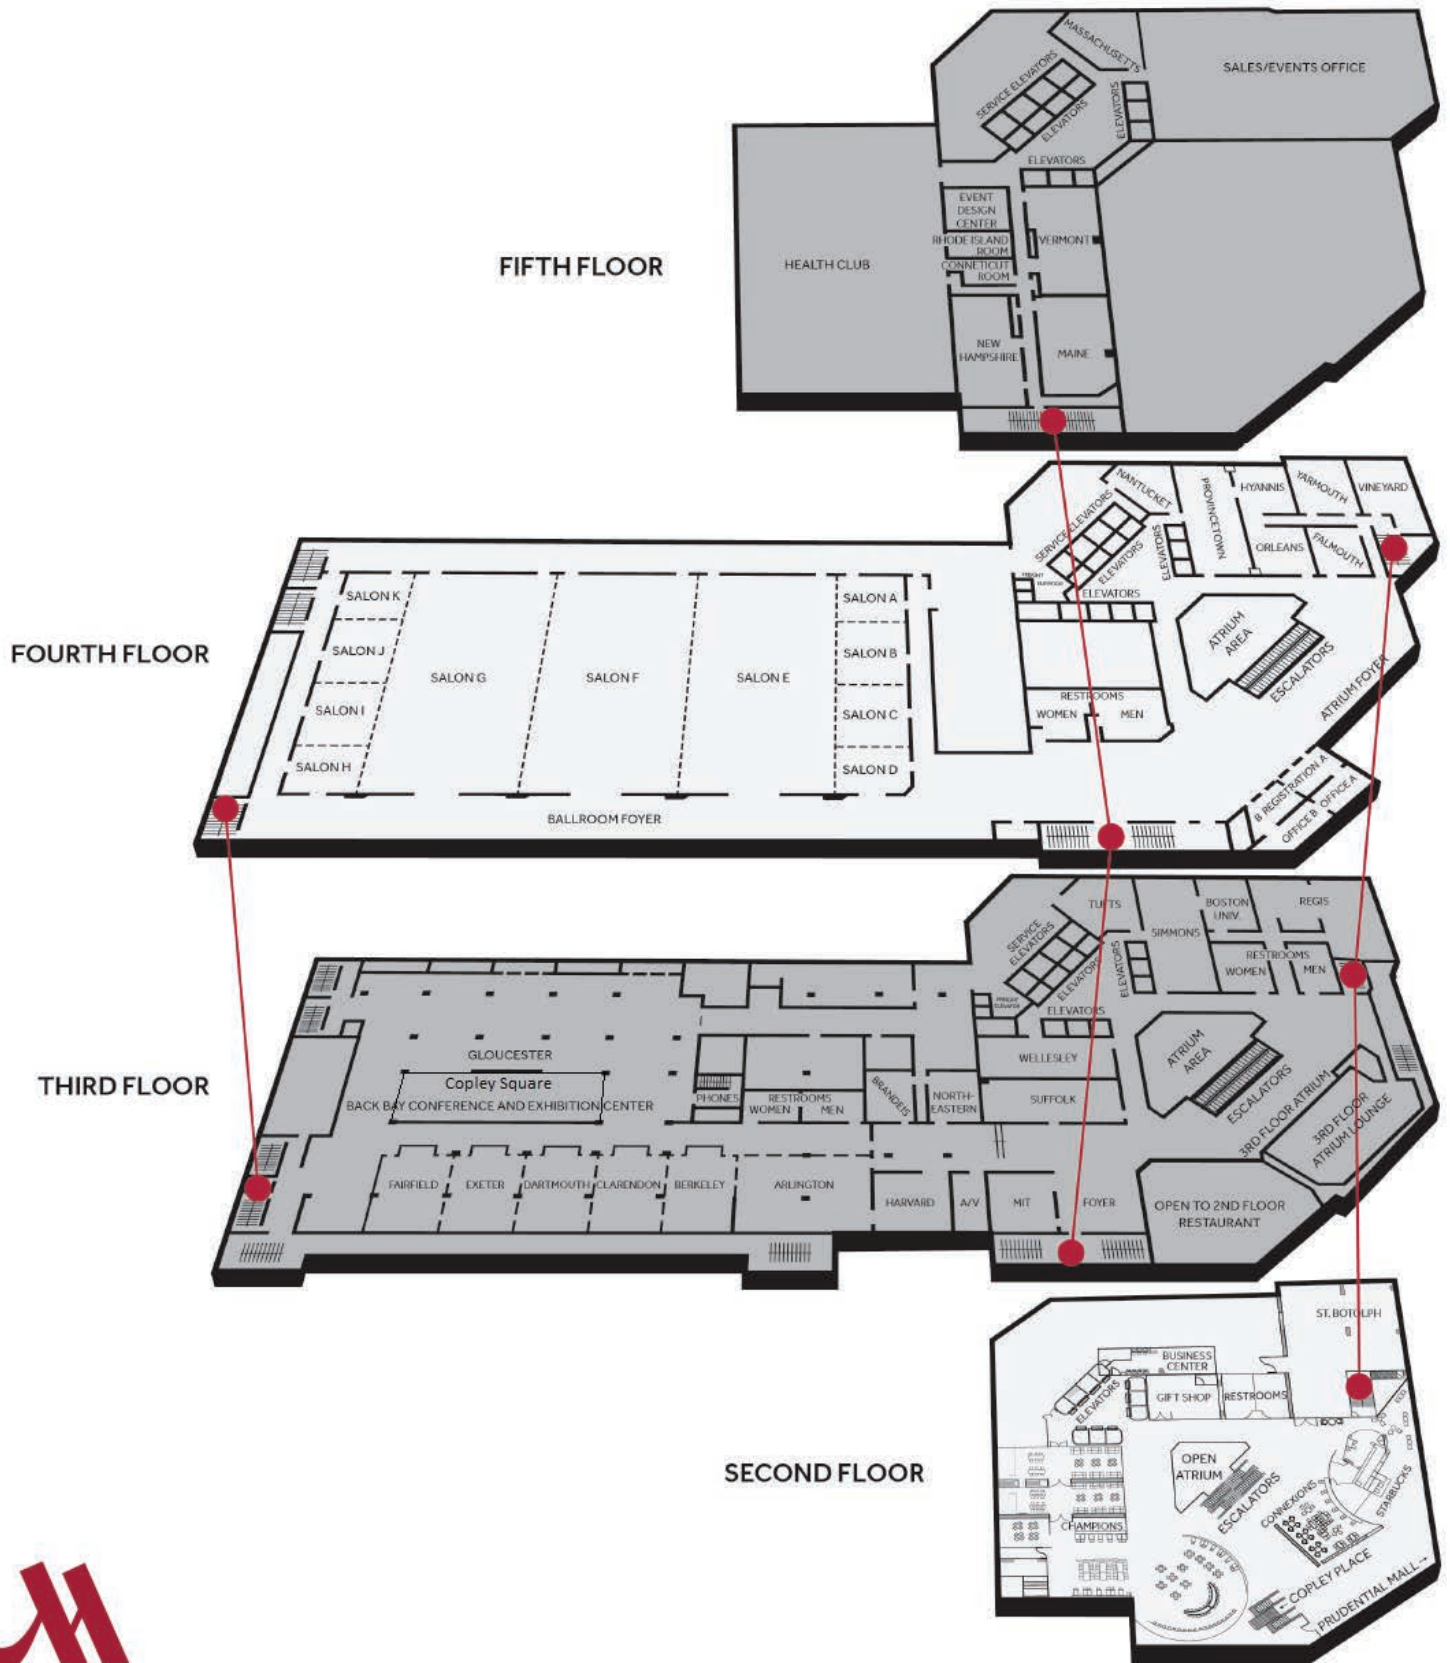 MASSACHUSETTS
SALES/EVENTS OFFICE
SERVICE ELEVATORS
ELEVATORS
ELEVATORS
ELEVATORS
EVENT
DESIGN
CENTER
RHODE ISLAND
ROOM
CONNETICUT
ROOM
VERMONT
HEALTH CLUB
FIFTH FLOOR
NEW
HAMPSHIRE
MAINE
NANTUCKET
PROVINCETOWN
HYANNIS
YARMOUTH
VINEYARD
SERVICE ELEVATORS
ELEVATORS
ELEVATORS
ORLEANS
FALMOUTH
ELEVATORS
SALON K
SALON J
SALON I
SALON H
SALON G
SALON F
SALON E
SALON A
SALON B
SALON C
SALON D
FOURTH FLOOR
ATRIUM
AREA
ESCALATORS
ATRIUM FOYER
RESTROOMS
WOMEN
MEN
B REGISTRATION A
OFFICE B OFFICE A
BALLROOM FOYER
TUFTS
SIMMONS
BOSTON
UNIV.
REGIS
SERVICE
ELEVATORS
ELEVATORS
ELEVATORS
RESTROOMS
WOMEN
MEN
FREIGHT
ELEVATOR
ELEVATORS
GLOUCESTER
Copley Square
BACK BAY CONFERENCE AND EXHIBITION CENTER
THIRD FLOOR
PHONES
RESTROOMS
WOMEN
MEN
BRANDEIS
NORTH-
EASTERN
WELLESLEY
SUFFOLK
ATRIUM
AREA
ESCALATORS
3RD FLOOR ATRIUM
3RD FLOOR
ATRIUM LOUNGE
FAIRFIELD
EXETER
DARTMOUTH
CLARENDON
BERKELEY
ARLINGTON
HARVARD
A/V
MIT
FOYER
OPEN TO 2ND FLOOR
RESTAURANT
ST. BOTOLPH
BUSINESS
CENTER
ELEVATORS
GIFT SHOP
RESTROOMS
SECOND FLOOR
OPEN
ATRIUM
ESCALATORS
CONNEXIONS
STARBUCKS
CHAMPIONS
← COPLEY PLACE
PRUDENTIAL MALL →